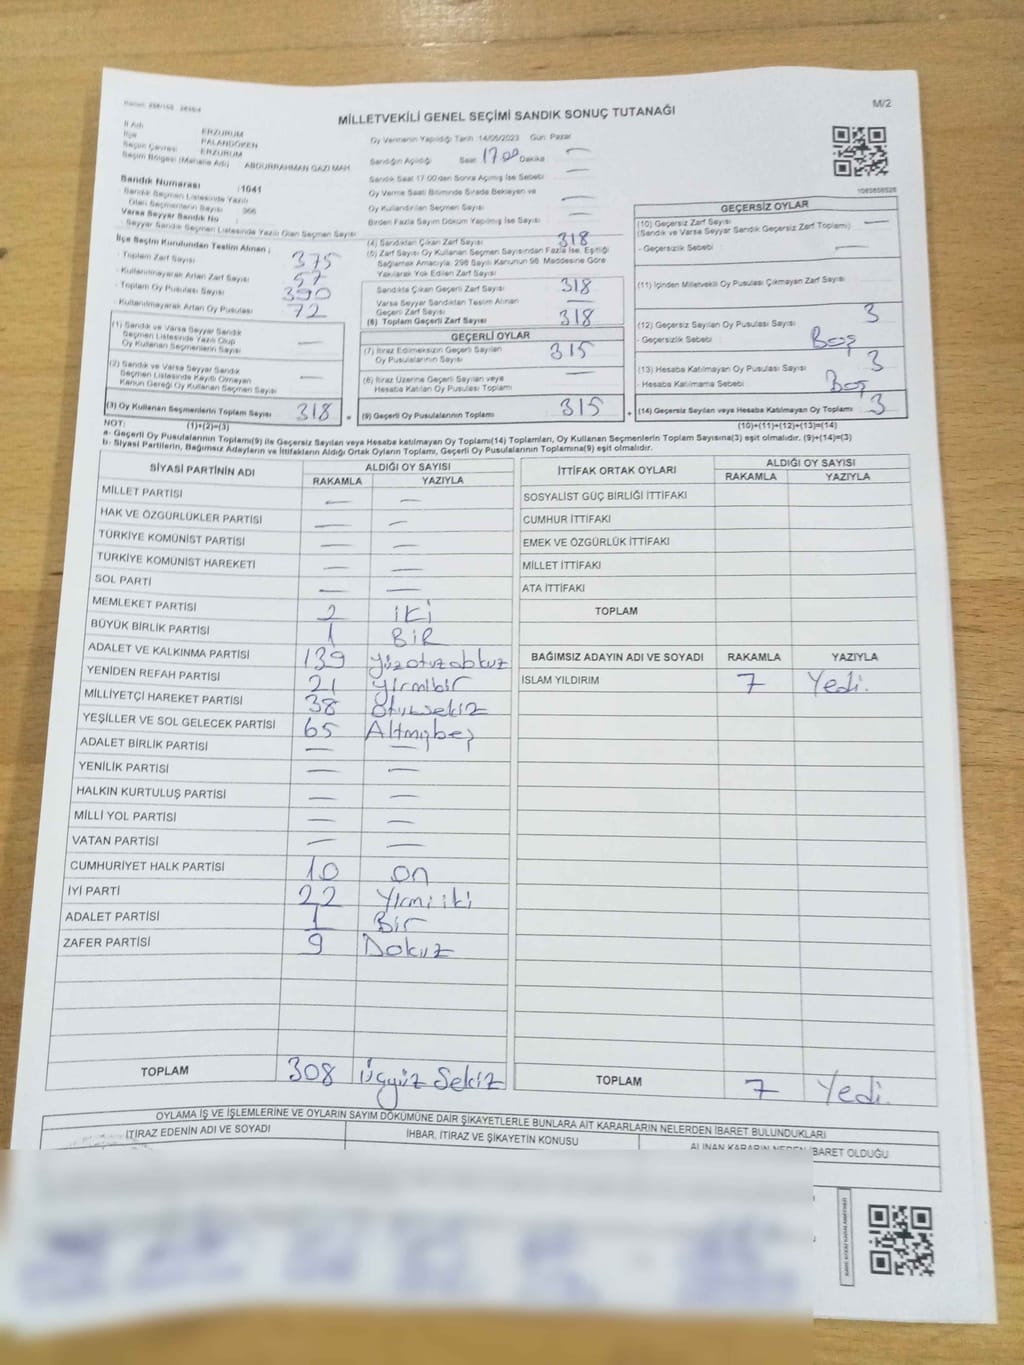 M/2
MİLLETVEKİLİ GENEL SEÇİMİ SANDIK SONUÇ TUTANAĞI
İl Adı ERZURUM
İlçe PALANDÖKEN
Seçim Çevresi ERZURUM
Seçim Bölgesi (Mahalle Adı) ABDURRAHMAN GAZİ MAH
Sandık Numarası :1041
Sandık Seçmen Listesinde Yazılı
Olan Seçmenlerin Sayısı 366
Varsa Seyyar Sandık No :
Seyyar Sandık Seçmen Listesinde Yazılı Olan Seçmen Sayısı
İlçe Seçim Kurulundan Teslim Alınan ;
- Toplam Zarf Sayısı 375
- Kullanılmayarak Artan Zarf Sayısı 57
- Toplam Oy Pusulası Sayısı 390
- Kullanılmayarak Artan Oy Pusulası 72
(1) Sandık ve Varsa Seyyar Sandık
Seçmen Listesinde Yazılı Olup
Oy Kullanan Seçmenlerin Sayısı —
(2) Sandık ve Varsa Seyyar Sandık
Seçmen Listesinde Kayıtlı Olmayan
Kanun Gereği Oy Kullanan Seçmen Sayısı —
(3) Oy Kullanan Seçmenlerin Toplam Sayısı 318
(1)+(2)=(3)
Oy Vermenin Yapıldığı Tarih 14/05/2023 Gün: Pazar
Sandığın Açıldığı Saat 17.00 Dakika —
Sandık Saat 17:00'den Sonra Açılmış İse Sebebi —
Oy Verme Saati Bitiminde Sırada Bekleyen ve
Oy Kullandırılan Seçmen Sayısı —
Birden Fazla Sayım Döküm Yapılmış İse Sayısı —
(4) Sandıktan Çıkan Zarf Sayısı 318
(5) Zarf Sayısı Oy Kullanan Seçmen Sayısından Fazla İse, Eşitliği
Sağlamak Amacıyla, 298 Sayılı Kanunun 98. Maddesine Göre
Yakılarak Yok Edilen Zarf Sayısı
Sandıkta Çıkan Geçerli Zarf Sayısı 318
Varsa Seyyar Sandıktan Teslim Alınan
Geçerli Zarf Sayısı —
(6) Toplam Geçerli Zarf Sayısı 318
GEÇERLİ OYLAR
(7) İtiraz Edilmeksizin Geçerli Sayılan
Oy Pusulalarının Sayısı 315
(8) İtiraz Üzerine Geçerli Sayılan veya
Hesaba Katılan Oy Pusulası Toplamı —
= (9) Geçerli Oy Pusulalarının Toplamı 315
1065656526
GEÇERSİZ OYLAR
(10) Geçersiz Zarf Sayısı —
(Sandık ve Varsa Seyyar Sandık Geçersiz Zarf Toplamı)
- Geçersizlik Sebebi : —
(11) İçinden Milletvekili Oy Pusulası Çıkmayan Zarf Sayısı
(12) Geçersiz Sayılan Oy Pusulası Sayısı 3
- Geçersizlik Sebebi : Boş
(13) Hesaba Katılmayan Oy Pusulası Sayısı 3
- Hesaba Katılmama Sebebi : Boş
+ (14) Geçersiz Sayılan veya Hesaba Katılmayan Oy Toplamı 3
(10)+(11)+(12)+(13)=(14)
NOT:
a- Geçerli Oy Pusulalarının Toplamı(9) ile Geçersiz Sayılan veya Hesaba katılmayan Oy Toplamı(14) Toplamları, Oy Kullanan Seçmenlerin Toplam Sayısına(3) eşit olmalıdır. (9)+(14)=(3)
b- Siyasi Partilerin, Bağımsız Adayların ve İttifakların Aldığı Ortak Oyların Toplamı, Geçerli Oy Pusulalarının Toplamına(9) eşit olmalıdır.
SİYASİ PARTİNİN ADI ALDIĞI OY SAYISI
RAKAMLA YAZIYLA
MİLLET PARTİSİ — —
HAK VE ÖZGÜRLÜKLER PARTİSİ — —
TÜRKİYE KOMÜNİST PARTİSİ — —
TÜRKİYE KOMÜNİST HAREKETİ — —
SOL PARTİ — —
MEMLEKET PARTİSİ 2 İKİ
BÜYÜK BİRLİK PARTİSİ 1 BİR
ADALET VE KALKINMA PARTİSİ 139 yüzotuzdokuz
YENİDEN REFAH PARTİSİ 21 yirmibir
MİLLİYETÇİ HAREKET PARTİSİ 38 Otuzsekiz
YEŞİLLER VE SOL GELECEK PARTİSİ 65 Altmışbeş
ADALET BİRLİK PARTİSİ — —
YENİLİK PARTİSİ — —
HALKIN KURTULUŞ PARTİSİ — —
MİLLİ YOL PARTİSİ — —
VATAN PARTİSİ — —
CUMHURİYET HALK PARTİSİ 10 on
İYİ PARTİ 22 Yirmiiki
ADALET PARTİSİ 1 Bir
ZAFER PARTİSİ 9 Dokuz
TOPLAM 308 üçyüz Sekiz
İTTİFAK ORTAK OYLARI ALDIĞI OY SAYISI
RAKAMLA YAZIYLA
SOSYALİST GÜÇ BİRLİĞİ İTTİFAKI
CUMHUR İTTİFAKI
EMEK VE ÖZGÜRLÜK İTTİFAKI
MİLLET İTTİFAKI
ATA İTTİFAKI
TOPLAM
BAĞIMSIZ ADAYIN ADI VE SOYADI RAKAMLA YAZIYLA
İSLAM YILDIRIM 7 Yedi.
TOPLAM 7 Yedi.
OYLAMA İŞ VE İŞLEMLERİNE VE OYLARIN SAYIM DÖKÜMÜNE DAİR ŞİKAYETLERLE BUNLARA AİT KARARLARIN NELERDEN İBARET BULUNDUKLARI
İTİRAZ EDENİN ADI VE SOYADI İHBAR, İTİRAZ VE ŞİKAYETİN KONUSU ALINAN KARARIN NEDEN İBARET OLDUĞU